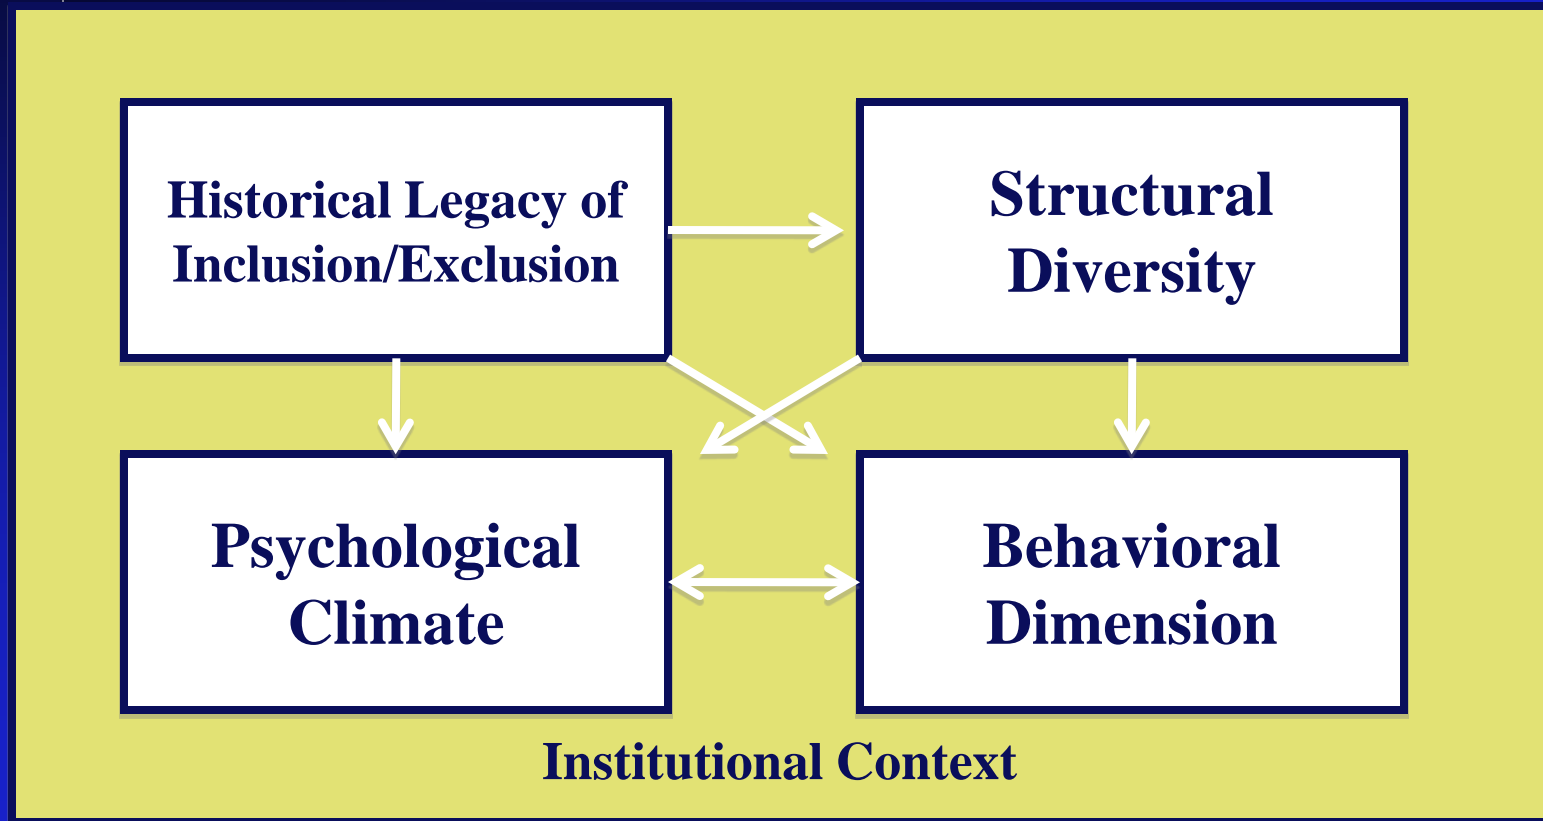 Historical Legacy of
Inclusion/Exclusion
Structural
Diversity
Psychological
Climate
Behavioral
Dimension
Institutional Context